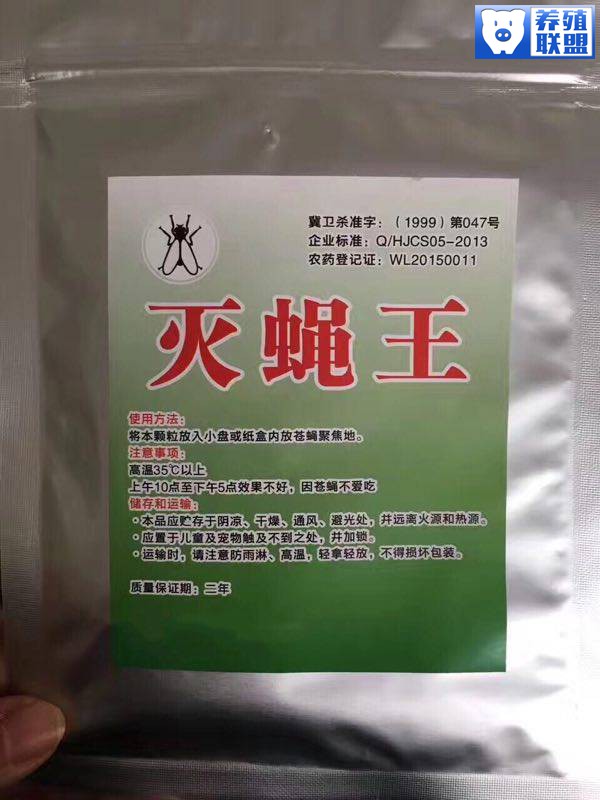 养殖
联盟
冀卫杀准字：（1999）第047号
企业标准：Q/HJCS05-2013
农药登记证：WL20150011
灭蝇王
使用方法：
将本颗粒放入小盘或纸盒内放苍蝇聚焦地。
注意事项：
高温35℃以上
上午10点至下午5点效果不好，因苍蝇不爱吃
储存和运输：
·本品应贮存于阴凉、干燥、通风、避光处，并远离火源和热源。
·应置于儿童及宠物触及不到之处，并加锁。
·运输时，请注意防雨淋、高温，轻拿轻放，不得损坏包装。
质量保证期：二年